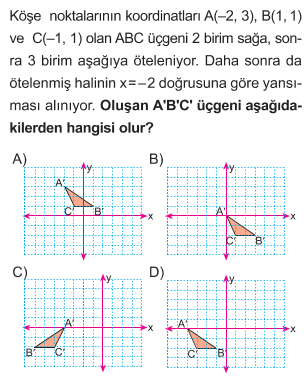 Köşe noktalarının koordinatları A(–2, 3), B(1, 1)
ve C(–1, 1) olan ABC üçgeni 2 birim sağa, son-
ra 3 birim aşağıya öteleniyor. Daha sonra da
ötelenmiş halinin x=–2 doğrusuna göre yansı-
ması alınıyor. Oluşan A'B'C' üçgeni aşağıda-
kilerden hangisi olur?
A)
y
A'
C'
B'
x
B)
y
A'
C'
B'
x
C)
y
A'
B'
C'
x
D)
y
A'
C'
B'
x